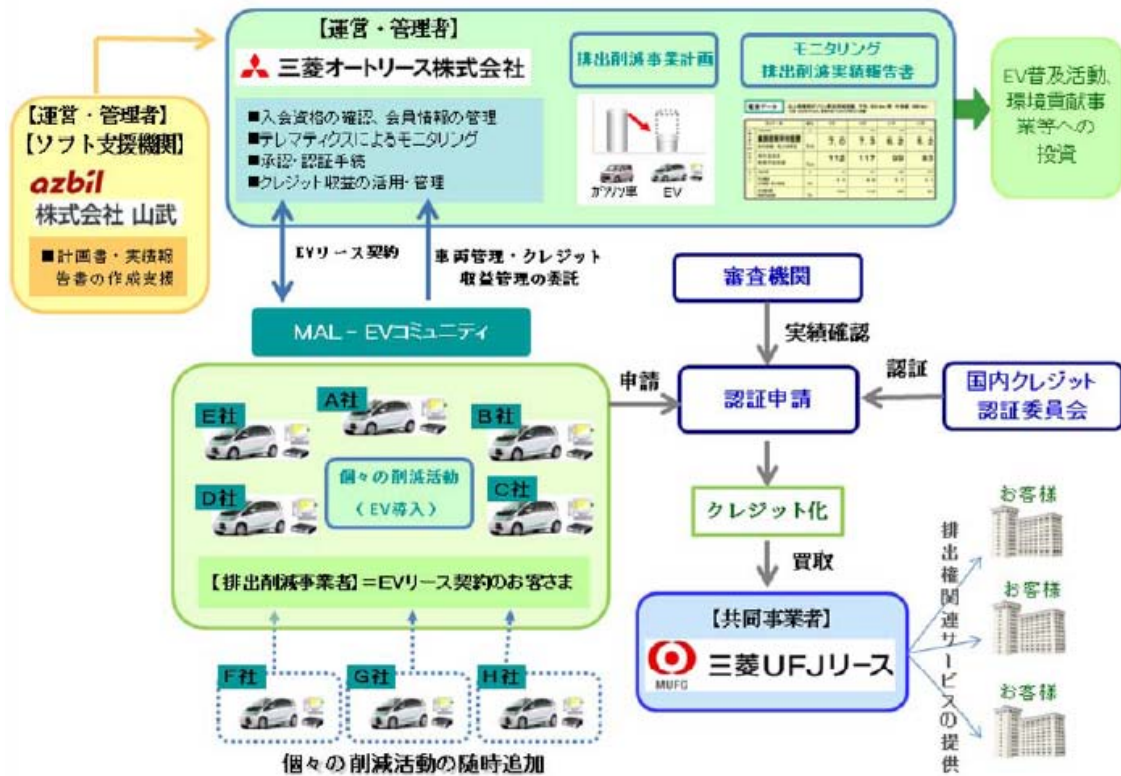 【運営・管理者】
三菱オートリース株式会社
■入会資格の確認、会員情報の管理
■テレマティクスによるモニタリング
■承認・認証手続
■クレジット収益の活用・管理
排出削減事業計画
ガソリン車
EV
モニタリング
排出削減実績報告書
7.0 7.3 6.2 5.2
112 117 99 83
EV普及活動、
環境貢献事
業等への
投資
【運営・管理者】
【ソフト支援機関】
azbil
株式会社 山武
■計画書・実績報
告書の作成支援
EVリース契約
車両管理・クレジット
収益管理の委託
MAL-EVコミュニティ
E社
A社
B社
D社
C社
個々の削減活動
(EV導入)
【排出削減事業者】=EVリース契約のお客さま
F社
G社
H社
個々の削減活動の随時追加
審査機関
実績確認
申請
認証申請
認証
国内クレジット
認証委員会
クレジット化
買取
【共同事業者】
MUFG
三菱UFJリース
排出権関連サービスの提供
お客様
お客様
お客様